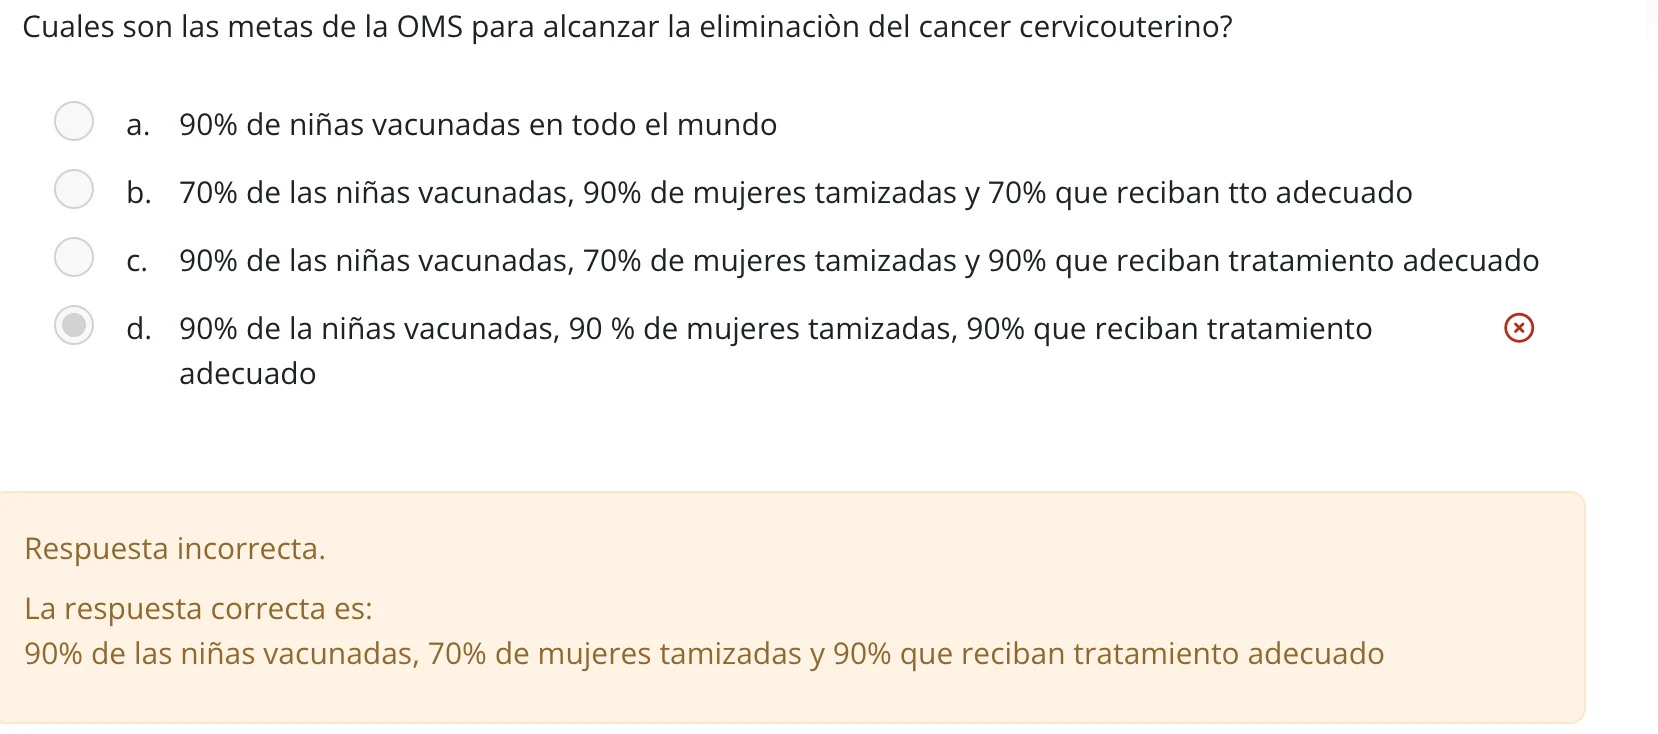 Cuales son las metas de la OMS para alcanzar la eliminaciòn del cancer cervicouterino?
a. 90% de niñas vacunadas en todo el mundo
b. 70% de las niñas vacunadas, 90% de mujeres tamizadas y 70% que reciban tto adecuado
c. 90% de las niñas vacunadas, 70% de mujeres tamizadas y 90% que reciban tratamiento adecuado
d. 90% de la niñas vacunadas, 90 % de mujeres tamizadas, 90% que reciban tratamiento
adecuado
Respuesta incorrecta.
La respuesta correcta es:
90% de las niñas vacunadas, 70% de mujeres tamizadas y 90% que reciban tratamiento adecuado